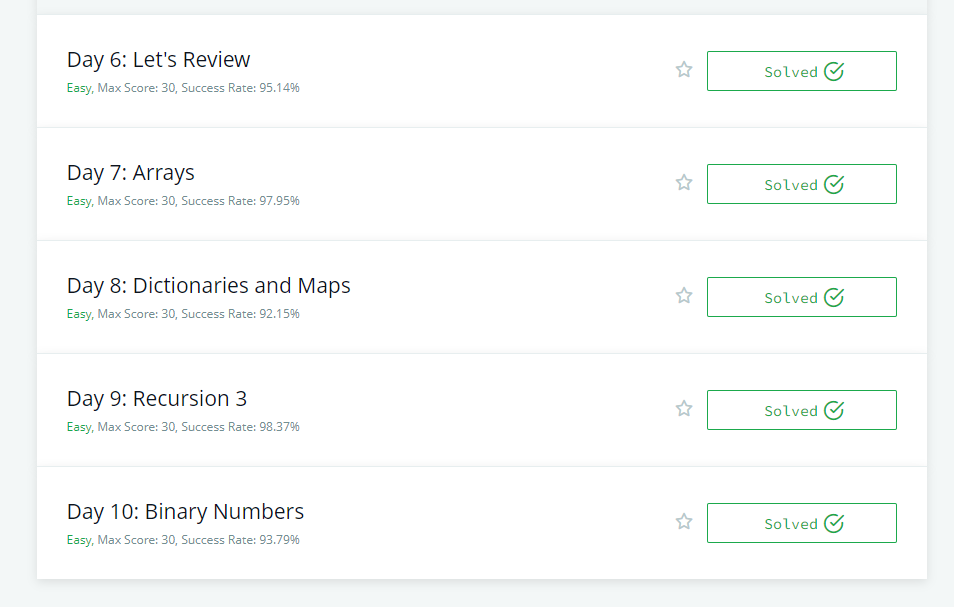 Day 6: Let's Review
Easy, Max Score: 30, Success Rate: 95.14%
Solved
Day 7: Arrays
Easy, Max Score: 30, Success Rate: 97.95%
Solved
Day 8: Dictionaries and Maps
Easy, Max Score: 30, Success Rate: 92.15%
Solved
Day 9: Recursion 3
Easy, Max Score: 30, Success Rate: 98.37%
Solved
Day 10: Binary Numbers
Easy, Max Score: 30, Success Rate: 93.79%
Solved